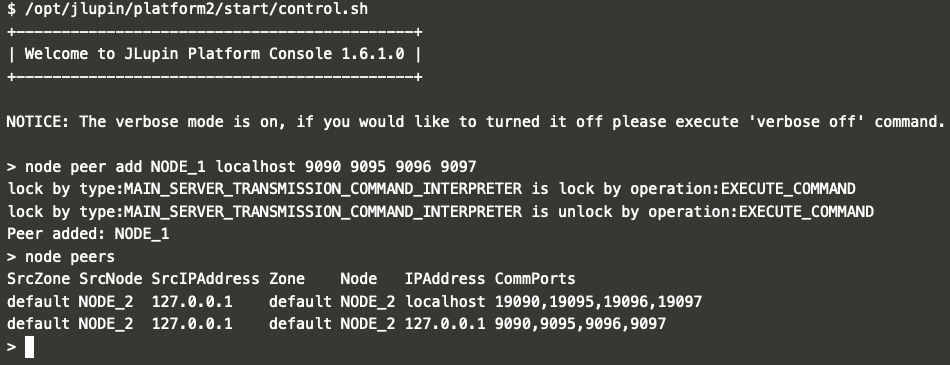 $ /opt/jlupin/platform2/start/control.sh
+--------------------------------------------+
| Welcome to JLupin Platform Console 1.6.1.0 |
+--------------------------------------------+
NOTICE: The verbose mode is on, if you would like to turned it off please execute 'verbose off' command.
> node peer add NODE_1 localhost 9090 9095 9096 9097
lock by type:MAIN_SERVER_TRANSMISSION_COMMAND_INTERPRETER is lock by operation:EXECUTE_COMMAND
lock by type:MAIN_SERVER_TRANSMISSION_COMMAND_INTERPRETER is unlock by operation:EXECUTE_COMMAND
Peer added: NODE_1
> node peers
SrcZone SrcNode SrcIPAddress Zone    Node   IPAddress CommPorts
default NODE_2  127.0.0.1    default NODE_2 localhost 19090,19095,19096,19097
default NODE_2  127.0.0.1    default NODE_2 127.0.0.1 9090,9095,9096,9097
>